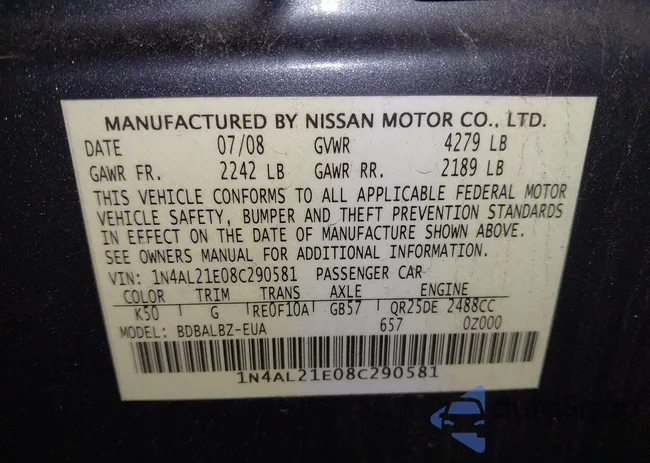 MANUFACTURED BY NISSAN MOTOR CO., LTD.
DATE 07/08 GVWR 4279 LB
GAWR FR. 2242 LB GAWR RR. 2189 LB
THIS VEHICLE CONFORMS TO ALL APPLICABLE FEDERAL MOTOR
VEHICLE SAFETY, BUMPER AND THEFT PREVENTION STANDARDS
IN EFFECT ON THE DATE OF MANUFACTURE SHOWN ABOVE.
SEE OWNERS MANUAL FOR ADDITIONAL INFORMATION.
VIN: 1N4AL21E08C290581 PASSENGER CAR
COLOR TRIM TRANS AXLE ENGINE
K50 G RE0F10A GB57 QR25DE 2488CC
MODEL: BDBALBZ-EUA 657 0Z000
1N4AL21E08C290581